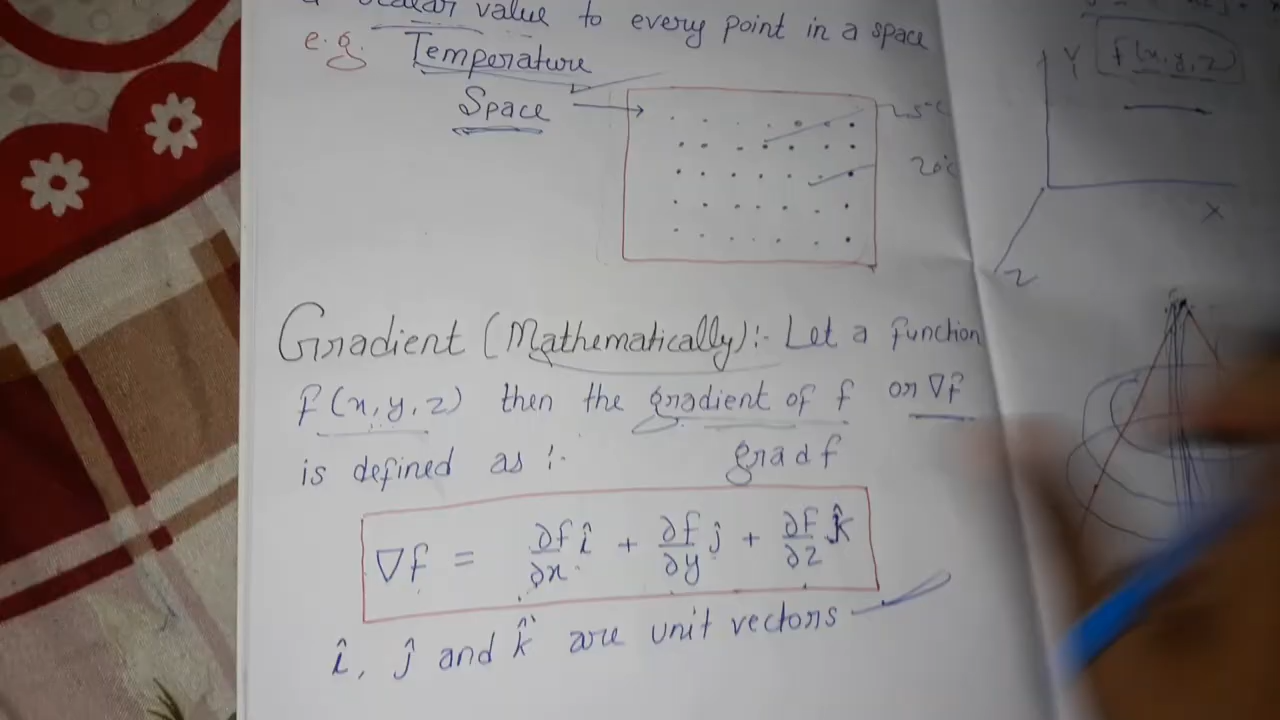 scalar value to every point in a space
e.g. Temperature
Space
25°C
20°C
Y
f(x,y,z)
X
Z
Gradient (Mathematically):- Let a function
f(x,y,z) then the gradient of f or ∇f
is defined as :- grad f
∇f = ∂f/∂x î + ∂f/∂y ĵ + ∂f/∂z k̂
î, ĵ and k̂ are unit vectors